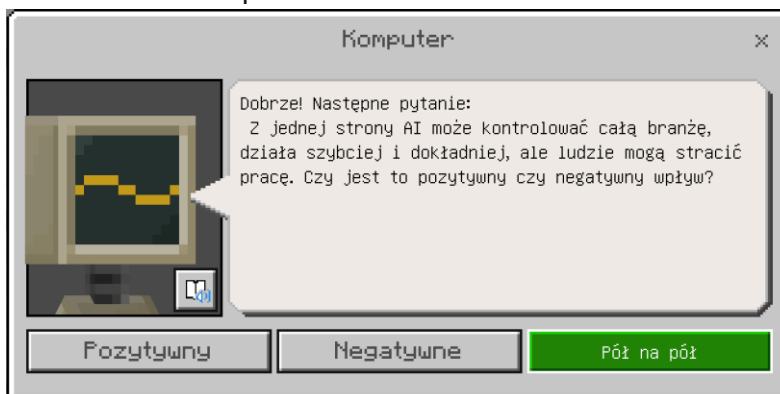 Komputer
x
Dobrze! Następne pytanie:
Z jednej strony AI może kontrolować całą branżę,
działa szybciej i dokładniej, ale ludzie mogą stracić
pracę. Czy jest to pozytywny czy negatywny wpływ?
Pozytywny
Negatywne
Pół na pół